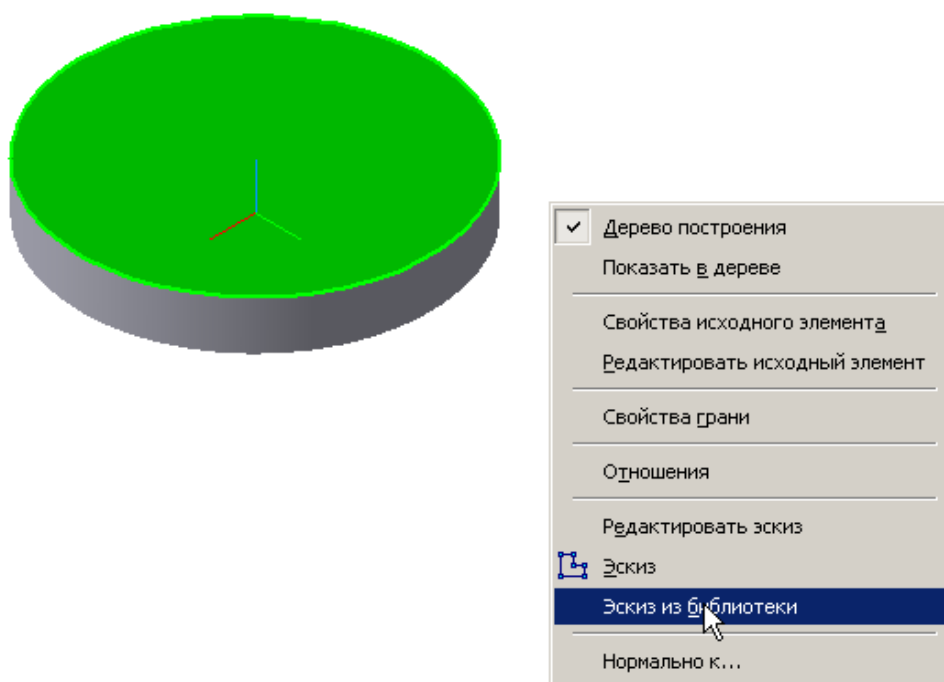 Дерево построения
Показать в дереве
Свойства исходного элемента
Редактировать исходный элемент
Свойства грани
Отношения
Редактировать эскиз
Эскиз
Эскиз из библиотеки
Нормально к...